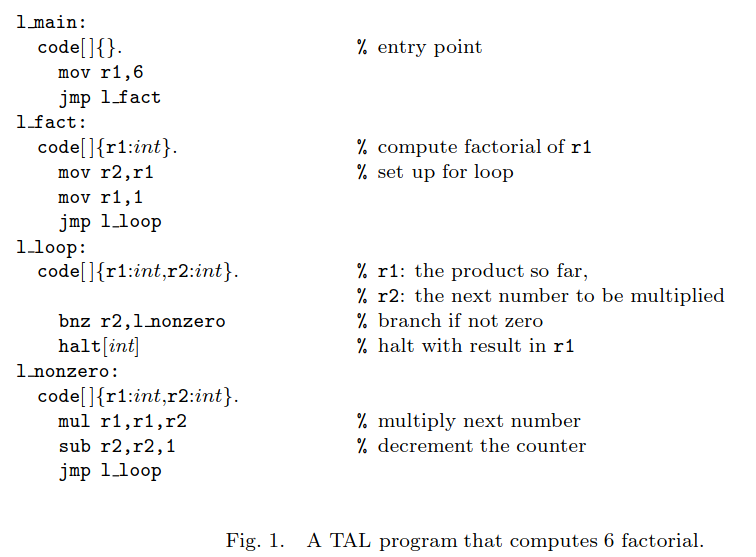 l_main:
code[]{}. % entry point
mov r1,6
jmp l_fact
l_fact:
code[]{r1:int}. % compute factorial of r1
mov r2,r1 % set up for loop
mov r1,1
jmp l_loop
l_loop:
code[]{r1:int,r2:int}. % r1: the product so far,
% r2: the next number to be multiplied
bnz r2,l_nonzero % branch if not zero
halt[int] % halt with result in r1
l_nonzero:
code[]{r1:int,r2:int}.
mul r1,r1,r2 % multiply next number
sub r2,r2,1 % decrement the counter
jmp l_loop
Fig. 1. A TAL program that computes 6 factorial.